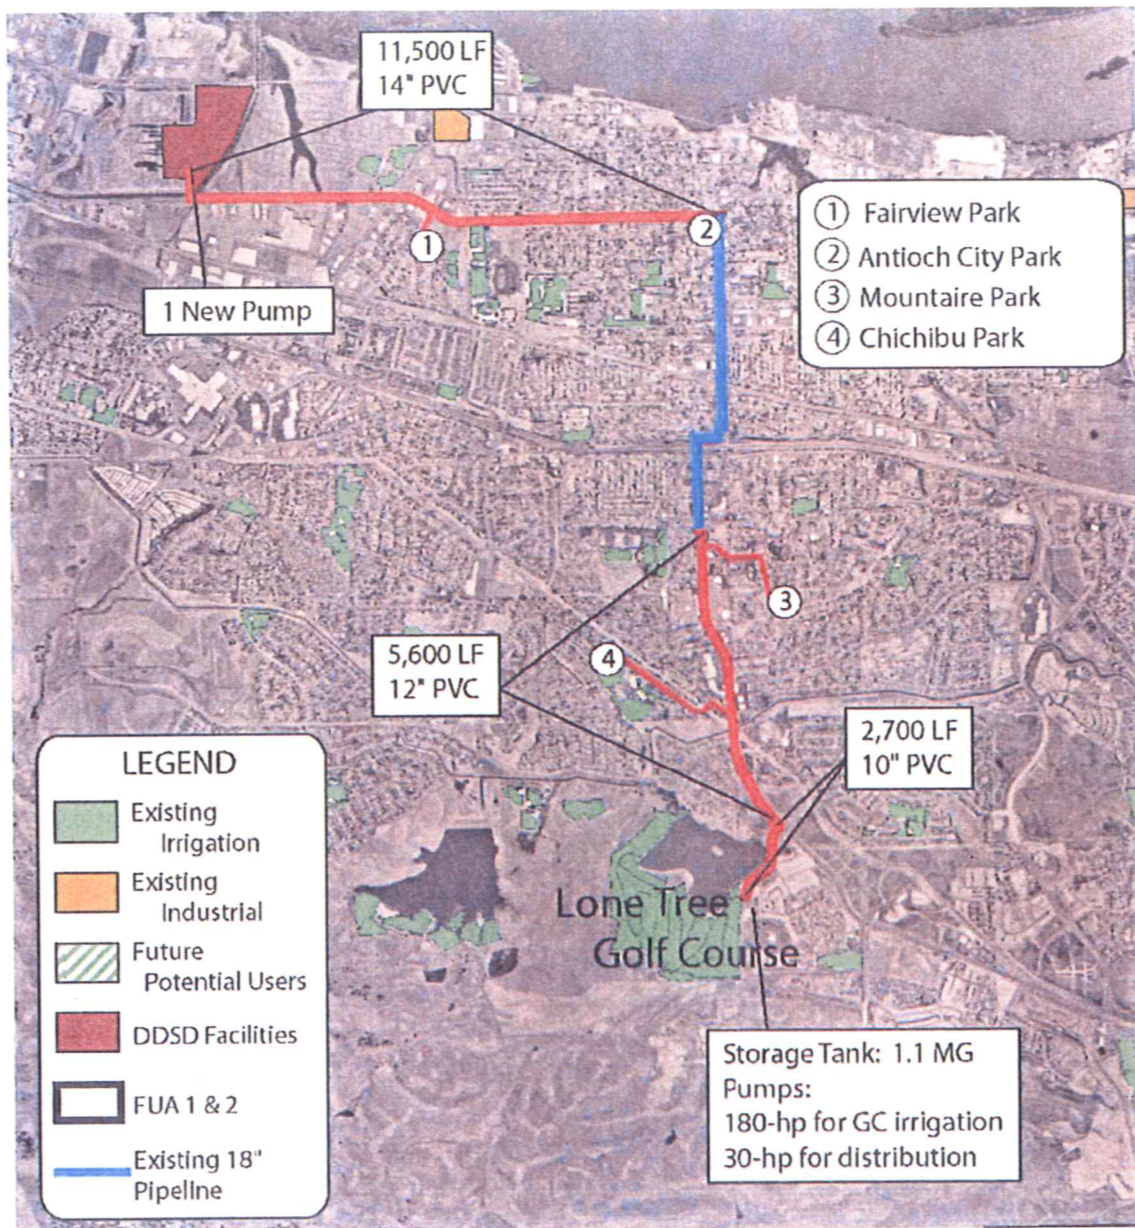 11,500 LF
14" PVC
1 Fairview Park
2 Antioch City Park
3 Mountaire Park
4 Chichibu Park
1
2
1 New Pump
3
4
5,600 LF
12" PVC
2,700 LF
10" PVC
LEGEND
Existing
Irrigation
Existing
Industrial
Future
Potential Users
DDSD Facilities
FUA 1 & 2
Existing 18"
Pipeline
Lone Tree
Golf Course
Storage Tank: 1.1 MG
Pumps:
180-hp for GC irrigation
30-hp for distribution